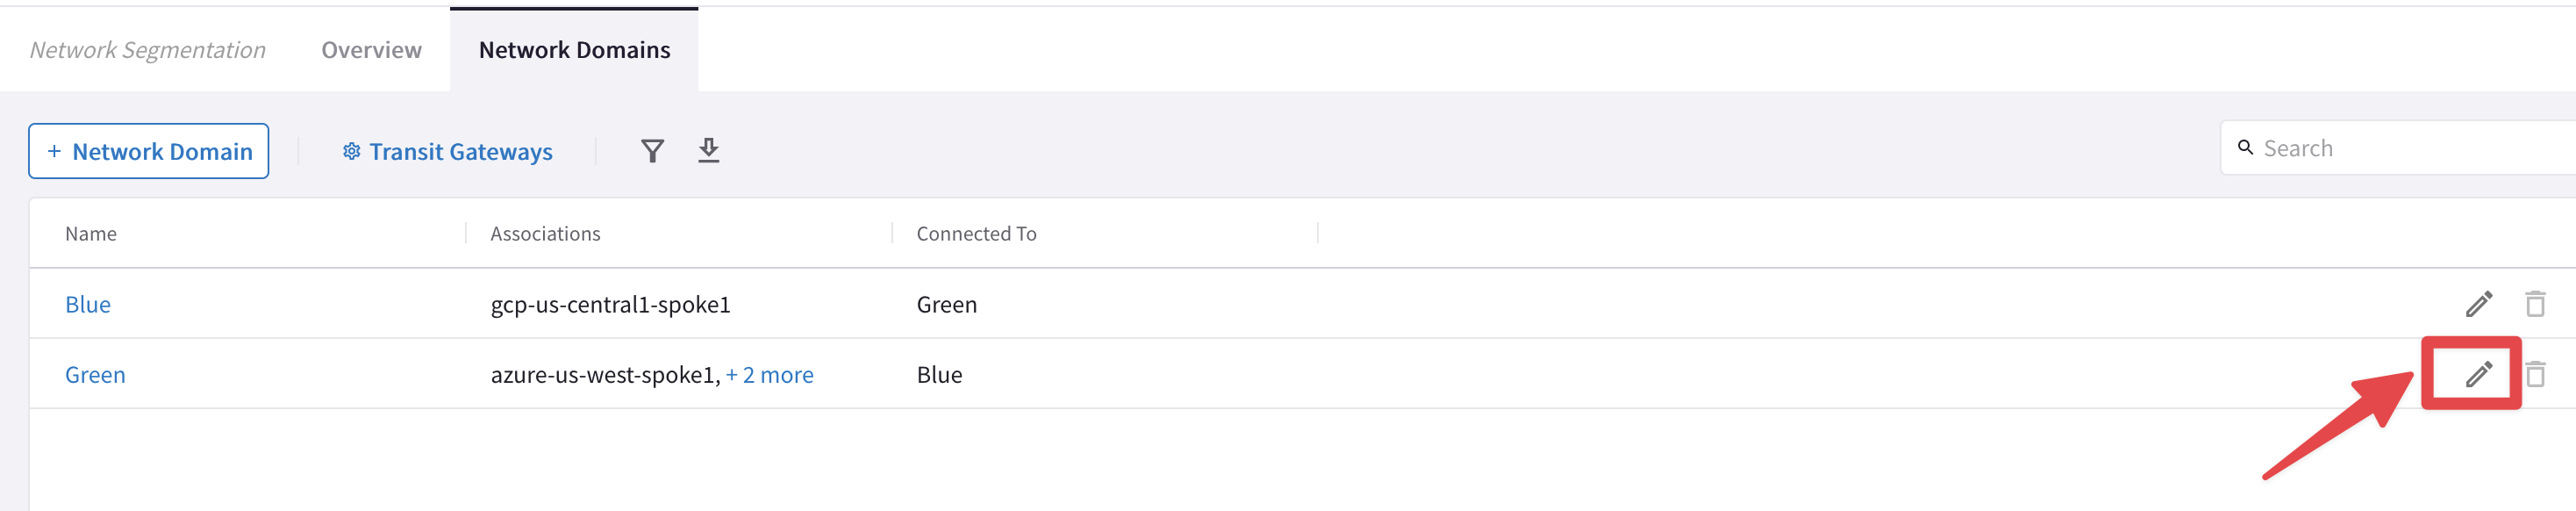 Network Segmentation Overview Network Domains
+ Network Domain Transit Gateways Search
Name Associations Connected To
Blue gcp-us-central1-spoke1 Green
Green azure-us-west-spoke1, + 2 more Blue